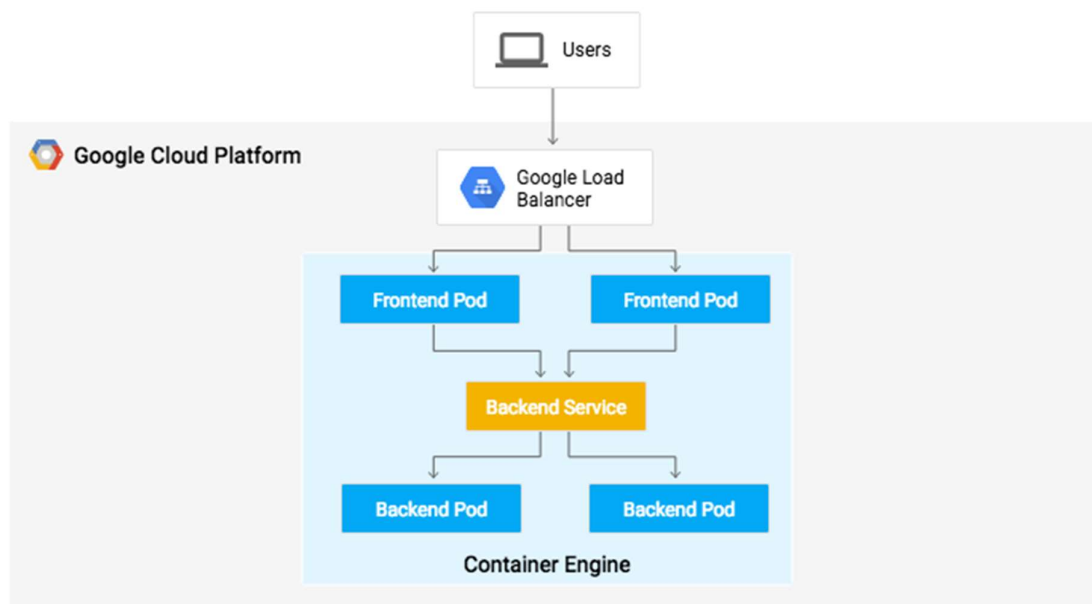 Users
Google Cloud Platform
Google Load
Balancer
Frontend Pod
Frontend Pod
Backend Service
Backend Pod
Backend Pod
Container Engine